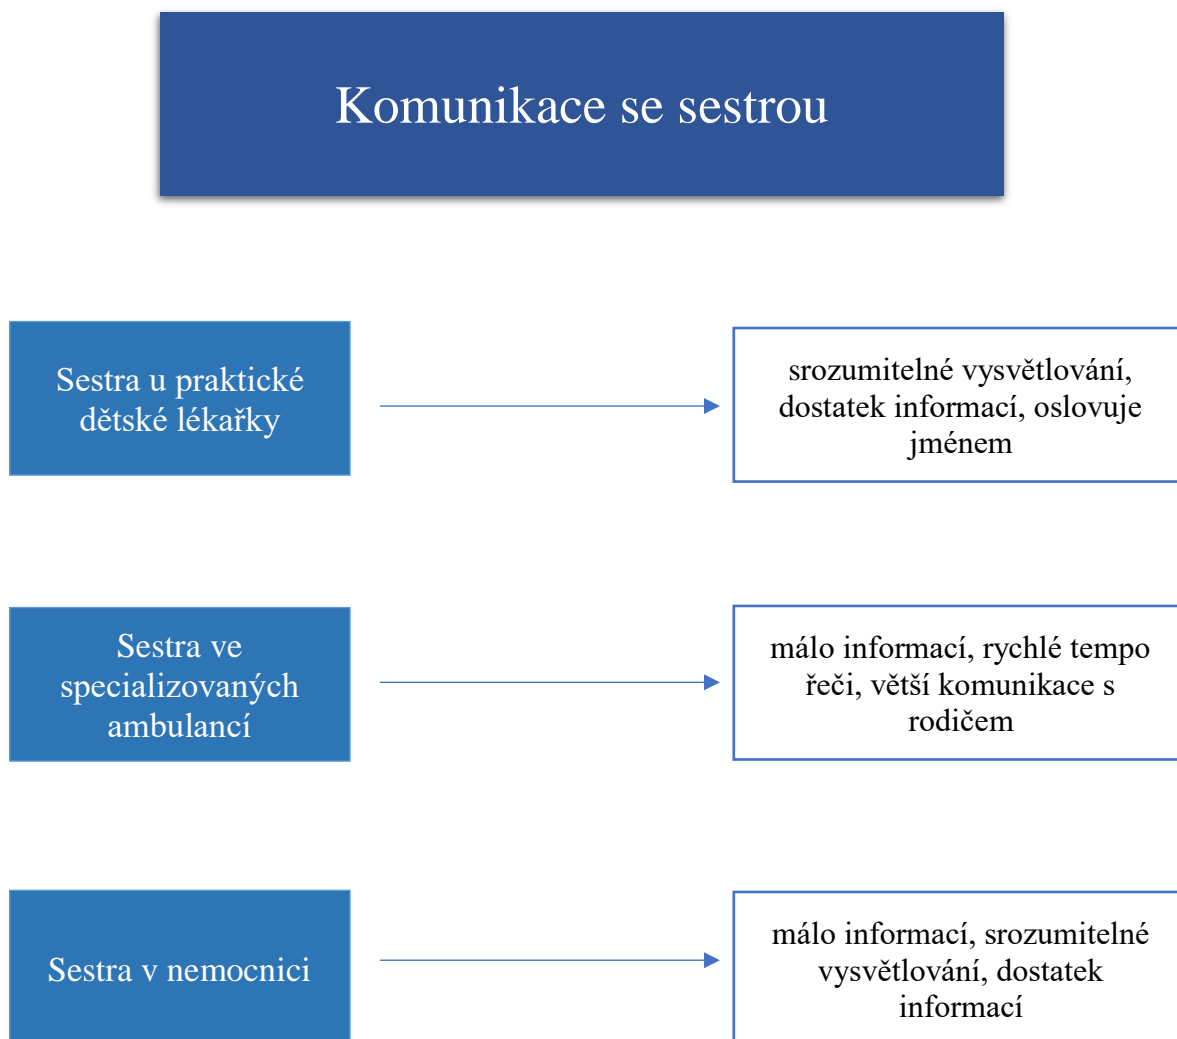 Komunikace se sestrou
Sestra u praktické
dětské lékařky
srozumitelné vysvětlování,
dostatek informací, oslovuje
jménem
Sestra ve
specializovaných
ambulancí
málo informací, rychlé tempo
řeči, větší komunikace s
rodičem
Sestra v nemocnici
málo informací, srozumitelné
vysvětlování, dostatek
informací